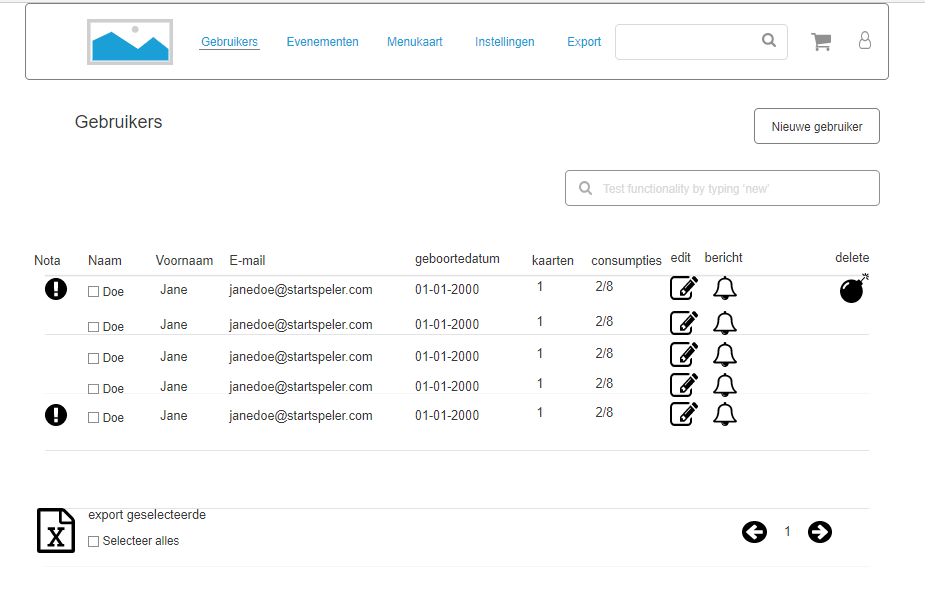 Gebruikers Evenementen Menukaart Instellingen Export
Gebruikers
Nieuwe gebruiker
Test functionality by typing 'new'
Nota Naam Voornaam E-mail geboortedatum kaarten consumpties edit bericht delete
Doe Jane janedoe@startspeler.com 01-01-2000 1 2/8
Doe Jane janedoe@startspeler.com 01-01-2000 1 2/8
Doe Jane janedoe@startspeler.com 01-01-2000 1 2/8
Doe Jane janedoe@startspeler.com 01-01-2000 1 2/8
Doe Jane janedoe@startspeler.com 01-01-2000 1 2/8
X
export geselecteerde
Selecteer alles
1